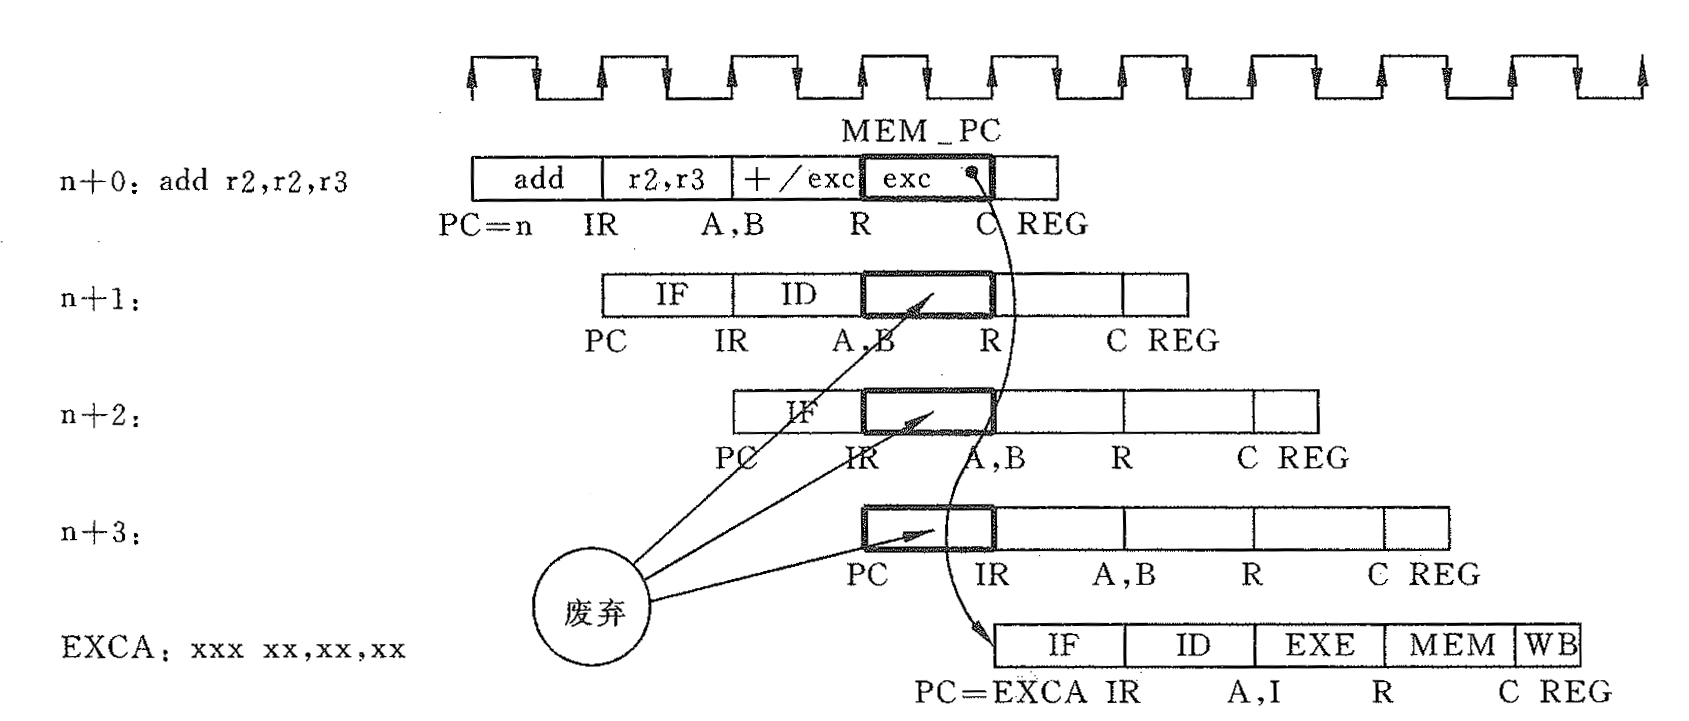 MEM_PC
n+0: add r2,r2,r3 add r2,r3 +/exc exc
PC=n IR A,B R C REG
n+1: IF ID
PC IR A,B R C REG
n+2: IF
PC IR A,B R C REG
n+3:
PC IR A,B R C REG
废弃
EXCA: xxx xx,xx,xx IF ID EXE MEM WB
PC=EXCA IR A,I R C REG